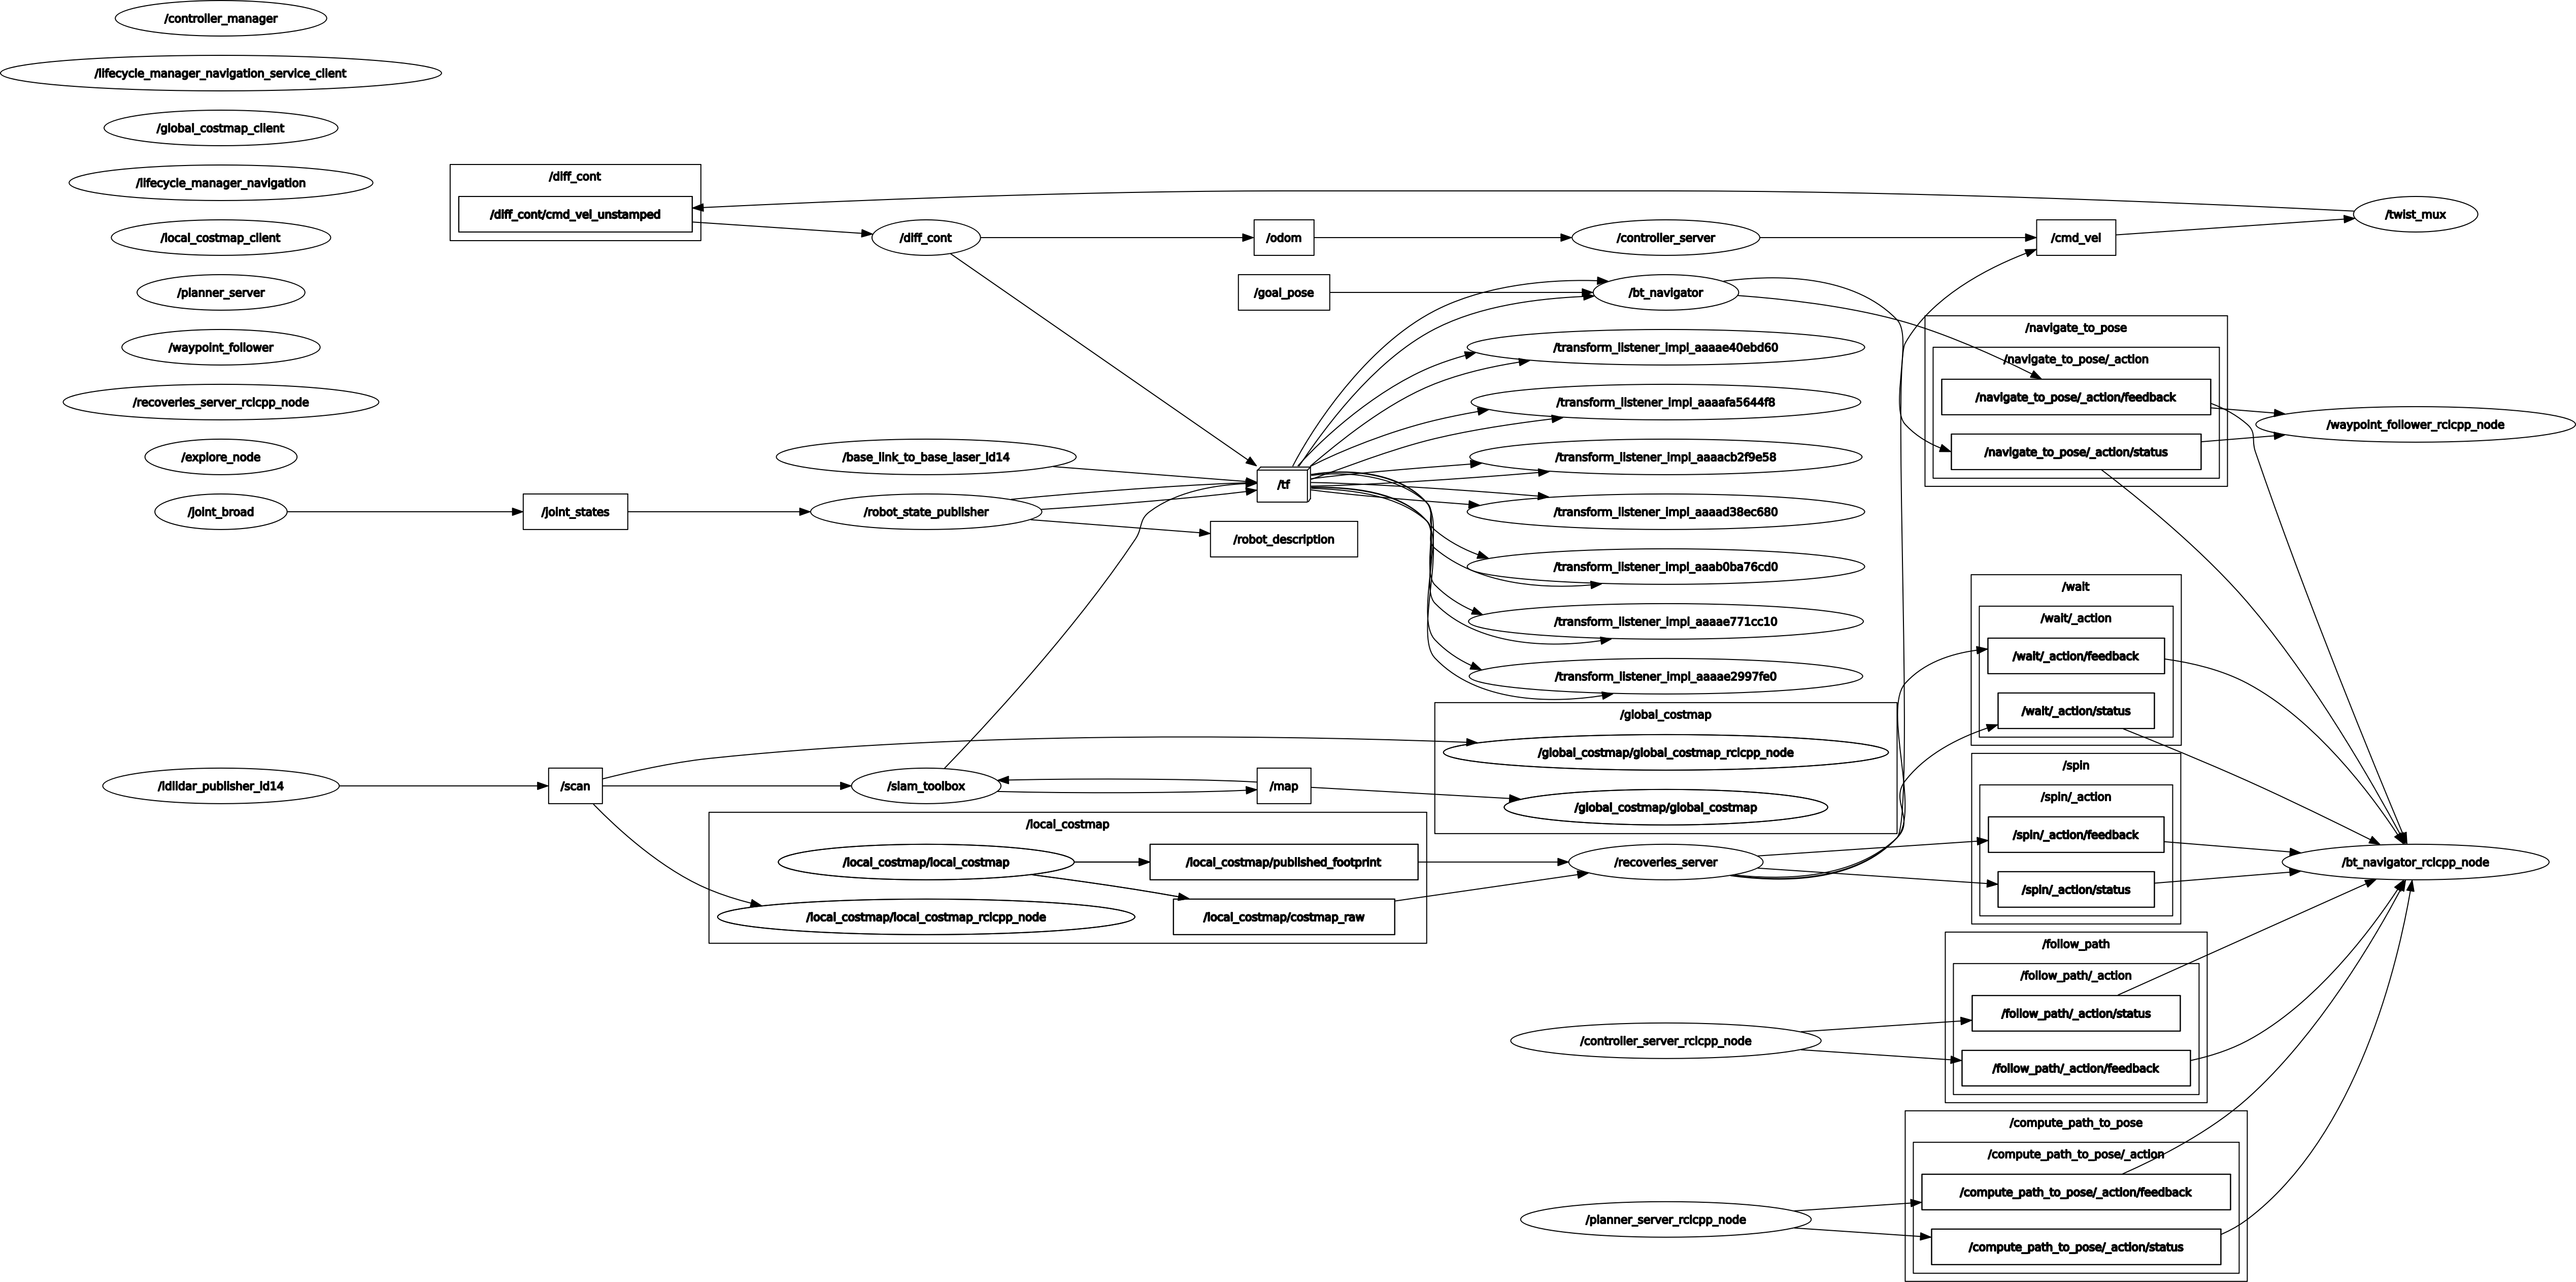 /controller_manager
/lifecycle_manager_navigation_service_client
/global_costmap_client
/lifecycle_manager_navigation
/local_costmap_client
/planner_server
/waypoint_follower
/recoveries_server_rclcpp_node
/explore_node
/joint_broad
/ldlidar_publisher_ld14
/diff_cont
/diff_cont/cmd_vel_unstamped
/joint_states
/scan
/diff_cont
/base_link_to_base_laser_ld14
/robot_state_publisher
/slam_toolbox
/local_costmap
/local_costmap/local_costmap
/local_costmap/local_costmap_rclcpp_node
/local_costmap/published_footprint
/local_costmap/costmap_raw
/odom
/goal_pose
/tf
/robot_description
/map
/controller_server
/bt_navigator
/transform_listener_impl_aaaae40ebd60
/transform_listener_impl_aaaafa5644f8
/transform_listener_impl_aaaacb2f9e58
/transform_listener_impl_aaaad38ec680
/transform_listener_impl_aaab0ba76cd0
/transform_listener_impl_aaaae771cc10
/transform_listener_impl_aaaae2997fe0
/global_costmap
/global_costmap/global_costmap_rclcpp_node
/global_costmap/global_costmap
/recoveries_server
/controller_server_rclcpp_node
/planner_server_rclcpp_node
/cmd_vel
/navigate_to_pose
/navigate_to_pose/_action
/navigate_to_pose/_action/feedback
/navigate_to_pose/_action/status
/wait
/wait/_action
/wait/_action/feedback
/wait/_action/status
/spin
/spin/_action
/spin/_action/feedback
/spin/_action/status
/follow_path
/follow_path/_action
/follow_path/_action/status
/follow_path/_action/feedback
/compute_path_to_pose
/compute_path_to_pose/_action
/compute_path_to_pose/_action/feedback
/compute_path_to_pose/_action/status
/twist_mux
/waypoint_follower_rclcpp_node
/bt_navigator_rclcpp_node